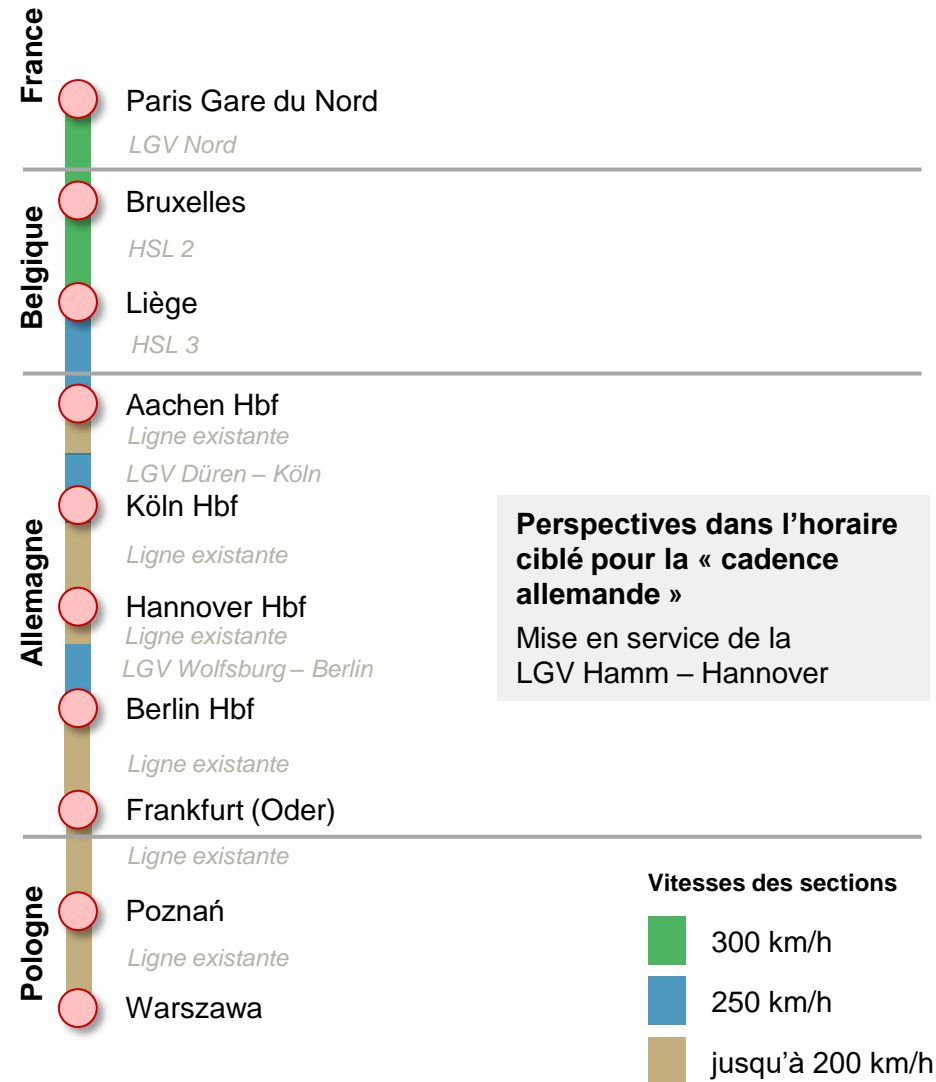 France
Paris Gare du Nord
LGV Nord
Belgique
Bruxelles
HSL 2
Liège
HSL 3
Allemagne
Aachen Hbf
Ligne existante
LGV Düren – Köln
Köln Hbf
Ligne existante
Hannover Hbf
Ligne existante
LGV Wolfsburg – Berlin
Berlin Hbf
Ligne existante
Frankfurt (Oder)
Pologne
Ligne existante
Poznań
Ligne existante
Warszawa
Perspectives dans l’horaire
ciblé pour la « cadence
allemande »
Mise en service de la
LGV Hamm – Hannover
Vitesses des sections
300 km/h
250 km/h
jusqu’à 200 km/h